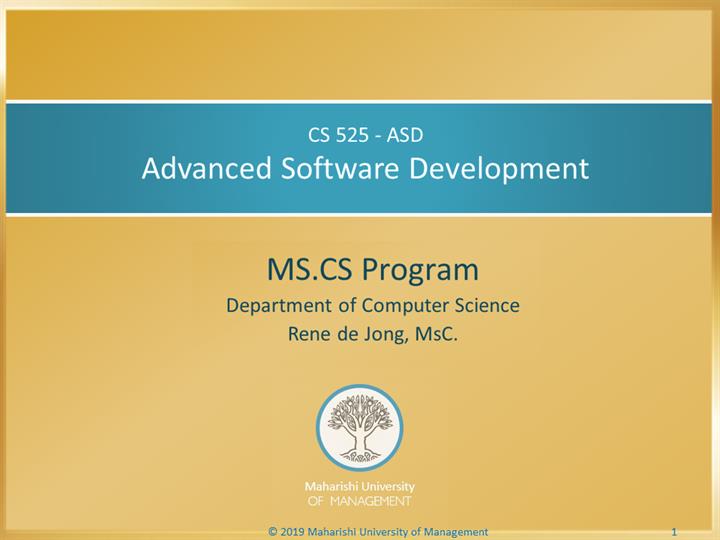 CS 525 - ASD
Advanced Software Development
MS.CS Program
Department of Computer Science
Rene de Jong, MsC.
Maharishi University
OF MANAGEMENT
© 2019 Maharishi University of Management
1